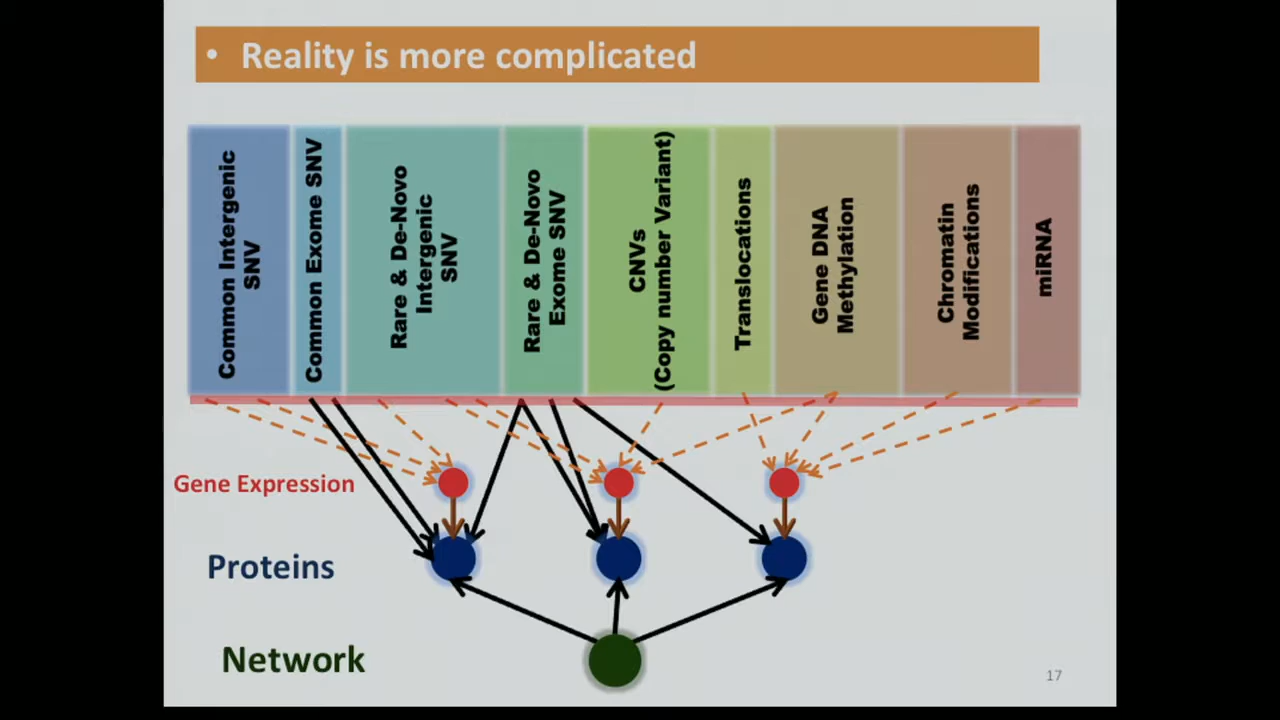 • Reality is more complicated
Common Intergenic
SNV
Common Exome SNV
Rare & De-Novo
Intergenic
SNV
Rare & De-Novo
Exome SNV
CNVs
(Copy number Variant)
Translocations
Gene DNA
Methylation
Chromatin
Modifications
miRNA
Gene Expression
Proteins
Network
17